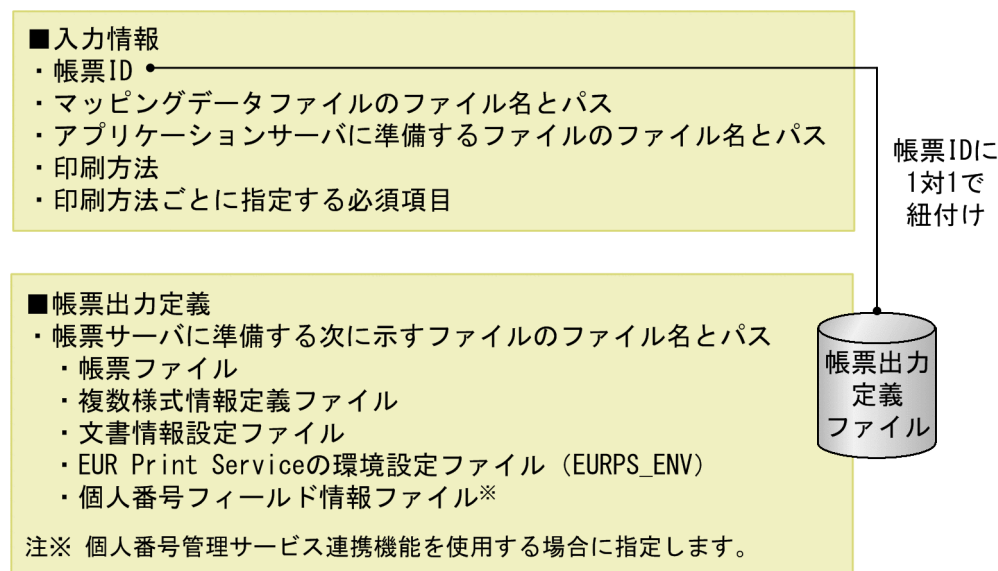 ■入力情報
・帳票ID
・マッピングデータファイルのファイル名とパス
・アプリケーションサーバに準備するファイルのファイル名とパス
・印刷方法
・印刷方法ごとに指定する必須項目
帳票IDに
1対1で
紐付け
■帳票出力定義
・帳票サーバに準備する次に示すファイルのファイル名とパス
・帳票ファイル
・複数様式情報定義ファイル
・文書情報設定ファイル
・EUR Print Serviceの環境設定ファイル（EURPS_ENV）
・個人番号フィールド情報ファイル※
注※ 個人番号管理サービス連携機能を使用する場合に指定します。
帳票出力
定義
ファイル